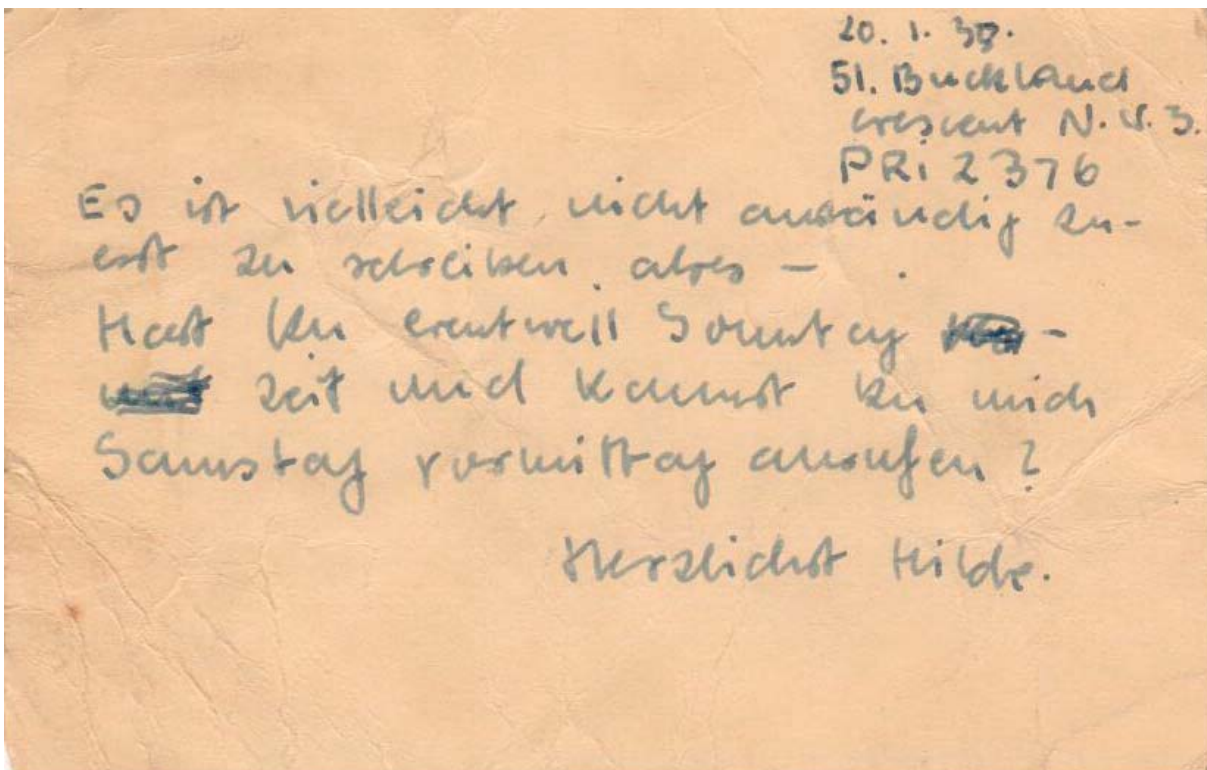 20. 1. 38.
51. Buckland
crescent N. W. 3.
PRi 2376
Es ist vielleicht nicht anständig zu-
erst zu schreiben, aber –
Hast Du eventuell Sonntag
Zeit und kannst Du mich
Samstag vormittag anrufen?
Herzlichst Hilde.